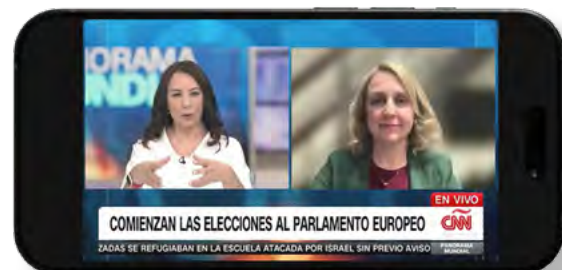 ORAMA
NDI
EN VIVO
COMIENZAN LAS ELECCIONES AL PARLAMENTO EUROPEO
CNN
ZADAS SE REFUGIABAN EN LA ESCUELA ATACADA POR ISRAEL SIN PREVIO AVISO
PANORAMA
MUNDIAL